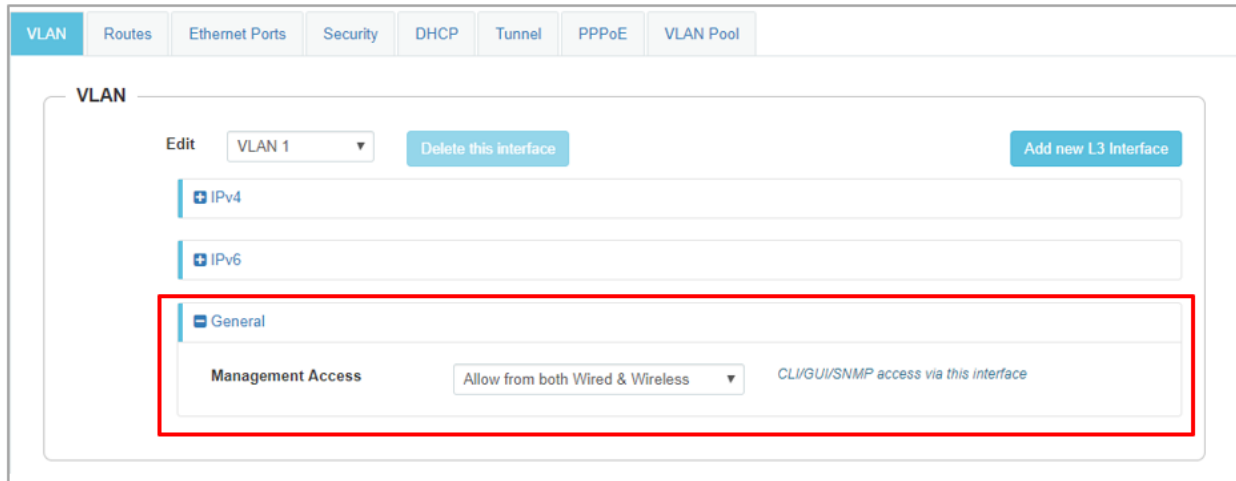 VLAN Routes Ethernet Ports Security DHCP Tunnel PPPoE VLAN Pool
VLAN
Edit VLAN 1 Delete this interface Add new L3 Interface
IPv4
IPv6
General
Management Access Allow from both Wired & Wireless CLI/GUI/SNMP access via this interface